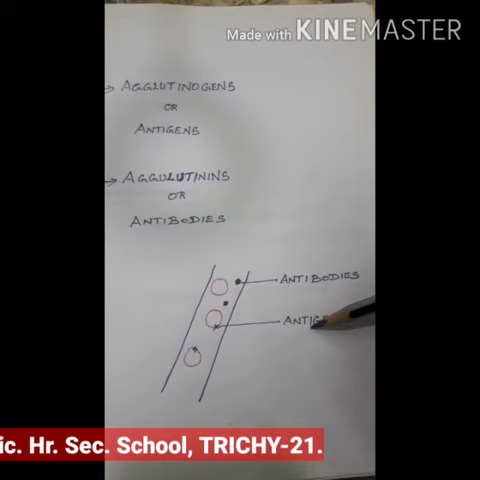 Made with KINEMASTER
→ AGGLUTINOGENS
OR
ANTIGENS
→ AGGULUTININS
OR
ANTIBODIES
ANTIBODIES
ic. Hr. Sec. School, TRICHY-21.